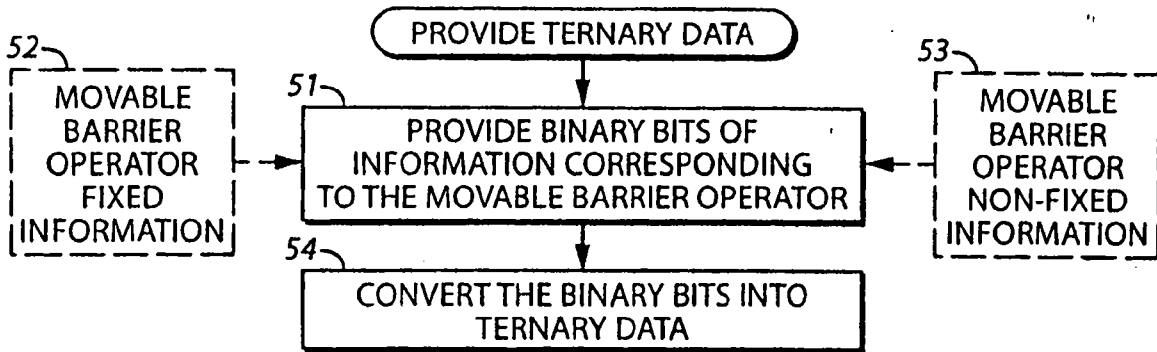 PROVIDE TERNARY DATA
52
MOVABLE
BARRIER
OPERATOR
FIXED
INFORMATION
51
PROVIDE BINARY BITS OF
INFORMATION CORRESPONDING
TO THE MOVABLE BARRIER OPERATOR
53
MOVABLE
BARRIER
OPERATOR
NON-FIXED
INFORMATION
54
CONVERT THE BINARY BITS INTO
TERNARY DATA